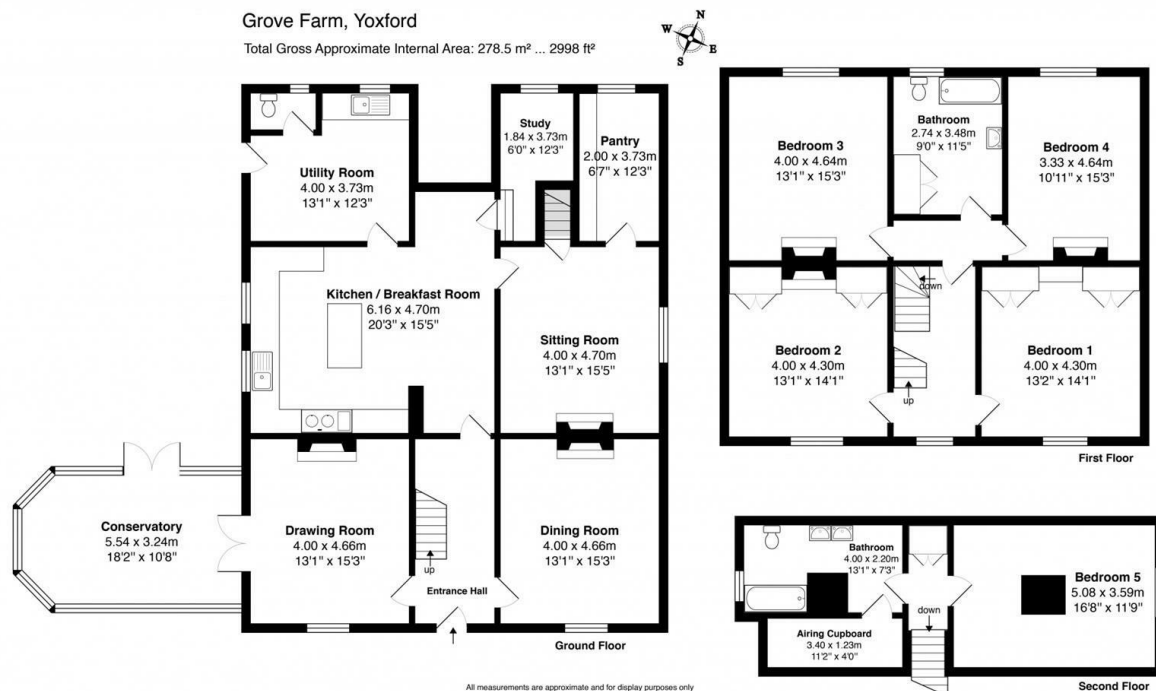 Grove Farm, Yoxford
Total Gross Approximate Internal Area: 278.5 m² ... 2998 ft²
N
W
E
S
Study
1.84 x 3.73m
6'0" x 12'3"
Pantry
2.00 x 3.73m
6'7" x 12'3"
Utility Room
4.00 x 3.73m
13'1" x 12'3"
Kitchen / Breakfast Room
6.16 x 4.70m
20'3" x 15'5"
Sitting Room
4.00 x 4.70m
13'1" x 15'5"
Conservatory
5.54 x 3.24m
18'2" x 10'8"
Drawing Room
4.00 x 4.66m
13'1" x 15'3"
up
Entrance Hall
Dining Room
4.00 x 4.66m
13'1" x 15'3"
Ground Floor
Bedroom 3
4.00 x 4.64m
13'1" x 15'3"
Bathroom
2.74 x 3.48m
9'0" x 11'5"
Bedroom 4
3.33 x 4.64m
10'11" x 15'3"
down
Bedroom 2
4.00 x 4.30m
13'1" x 14'1"
up
Bedroom 1
4.00 x 4.30m
13'2" x 14'1"
First Floor
Bathroom
4.00 x 2.20m
13'1" x 7'3"
Airing Cupboard
3.40 x 1.23m
11'2" x 4'0"
down
Bedroom 5
5.08 x 3.59m
16'8" x 11'9"
Second Floor
All measurements are approximate and for display purposes only